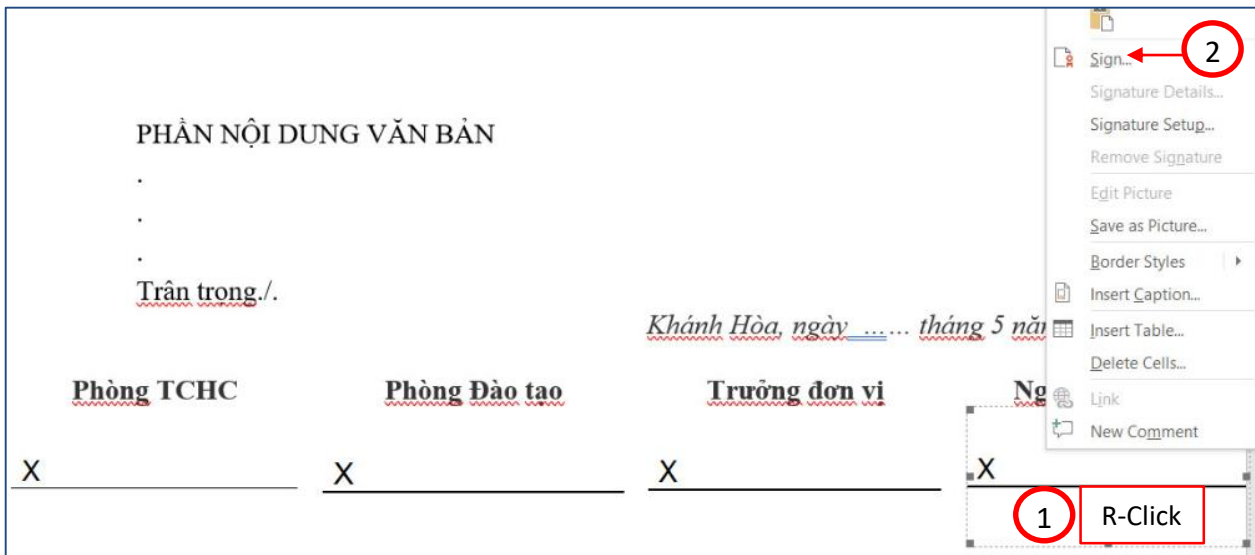 Sign...
2
Signature Details...
PHẦN NỘI DUNG VĂN BẢN
Signature Setup...
.
Remove Signature
.
Edit Picture
Save as Picture...
.
Border Styles
Trân trọng./.
Insert Caption...
Khánh Hòa, ngày ...... tháng 5
Insert Table...
Delete Cells...
Phòng TCHC Phòng Đào tạo Trưởng đơn vị Ng
Link
New Comment
X X X X
1 R-Click